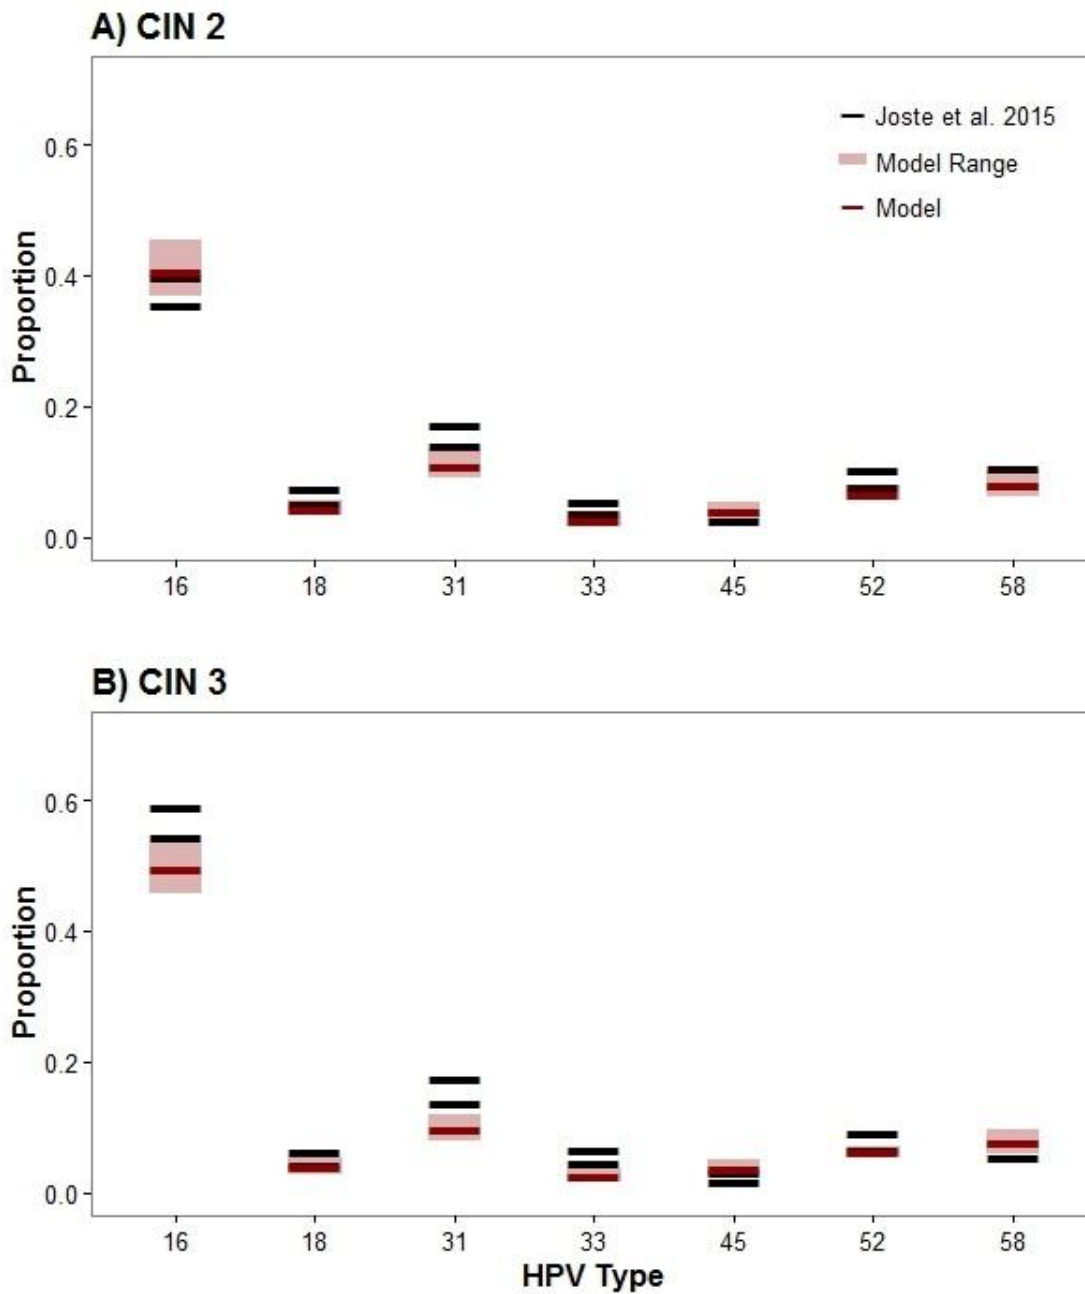 A) CIN 2
Joste et al. 2015
Model Range
Model
Proportion
0.6
0.4
0.2
0.0
16 18 31 33 45 52 58
B) CIN 3
Proportion
0.6
0.4
0.2
0.0
16 18 31 33 45 52 58
HPV Type